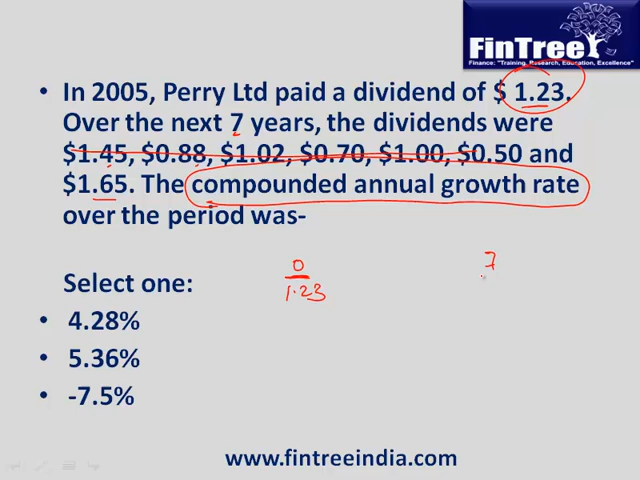 FinTree
Finance: "Training, Research, Education, Excellence"
• In 2005, Perry Ltd paid a dividend of $ 1.23.
Over the next 7 years, the dividends were
$1.45, $0.88, $1.02, $0.70, $1.00, $0.50 and
$1.65. The compounded annual growth rate
over the period was-
0 7
1.23
Select one:
• 4.28%
• 5.36%
• -7.5%
www.fintreeindia.com